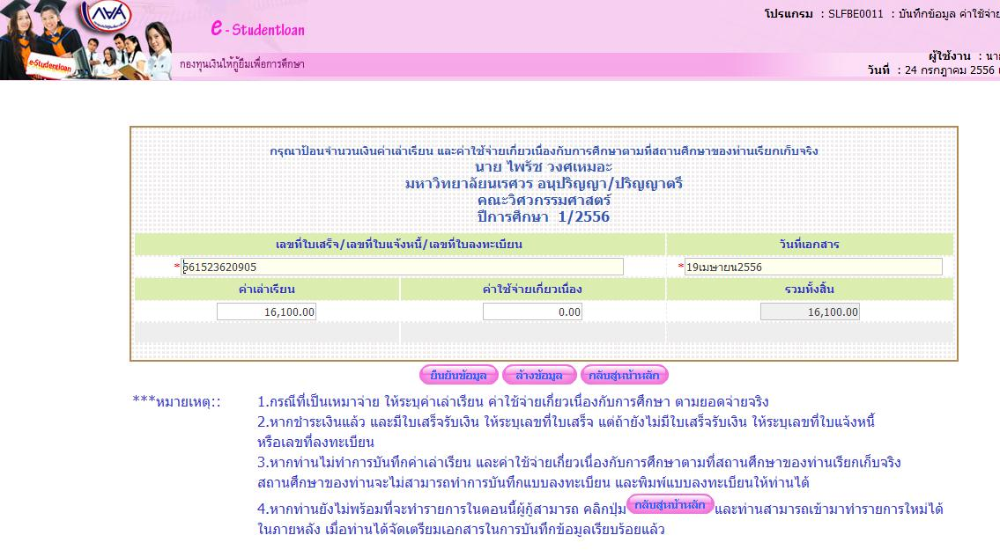 e - Studentloan
โปรแกรม : SLFBE0011 : บันทึกข้อมูล ค่าใช้จ่าย
e-Studentloan
กองทุนเงินให้กู้ยืมเพื่อการศึกษา
ผู้ใช้งาน : นาย
วันที่ : 24 กรกฎาคม 2556
กรุณาป้อนจำนวนเงินค่าเล่าเรียน และค่าใช้จ่ายเกี่ยวเนื่องกับการศึกษาตามที่สถานศึกษาของท่านเรียกเก็บจริง
นาย ไพรัช วงศเหมอะ
มหาวิทยาลัยนเรศวร อนุปริญญา/ปริญญาตรี
คณะวิศวกรรมศาสตร์
ปีการศึกษา 1/2556
เลขที่ใบเสร็จ/เลขที่ใบแจ้งหนี้/เลขที่ใบลงทะเบียน วันที่เอกสาร
*561523620905 *19เมษายน2556
ค่าเล่าเรียน ค่าใช้จ่ายเกี่ยวเนื่อง รวมทั้งสิ้น
16,100.00 0.00 16,100.00
ยืนยันข้อมูล ล้างข้อมูล กลับสู่หน้าหลัก
***หมายเหตุ:: 1.กรณีที่เป็นเหมาจ่าย ให้ระบุค่าเล่าเรียน ค่าใช้จ่ายเกี่ยวเนื่องกับการศึกษา ตามยอดจ่ายจริง
2.หากชำระเงินแล้ว และมีใบเสร็จรับเงิน ให้ระบุเลขที่ใบเสร็จ แต่ถ้ายังไม่มีใบเสร็จรับเงิน ให้ระบุเลขที่ใบแจ้งหนี้
หรือเลขที่ลงทะเบียน
3.หากท่านไม่ทำการบันทึกค่าเล่าเรียน และค่าใช้จ่ายเกี่ยวเนื่องกับการศึกษาตามที่สถานศึกษาของท่านเรียกเก็บจริง
สถานศึกษาของท่านจะไม่สามารถทำการบันทึกแบบลงทะเบียน และพิมพ์แบบลงทะเบียนให้ท่านได้
4.หากท่านยังไม่พร้อมที่จะทำรายการในตอนนี้ผู้กู้สามารถ คลิกปุ่ม กลับสู่หน้าหลัก และท่านสามารถเข้ามาทำรายการใหม่ได้
ในภายหลัง เมื่อท่านได้จัดเตรียมเอกสารในการบันทึกข้อมูลเรียบร้อยแล้ว